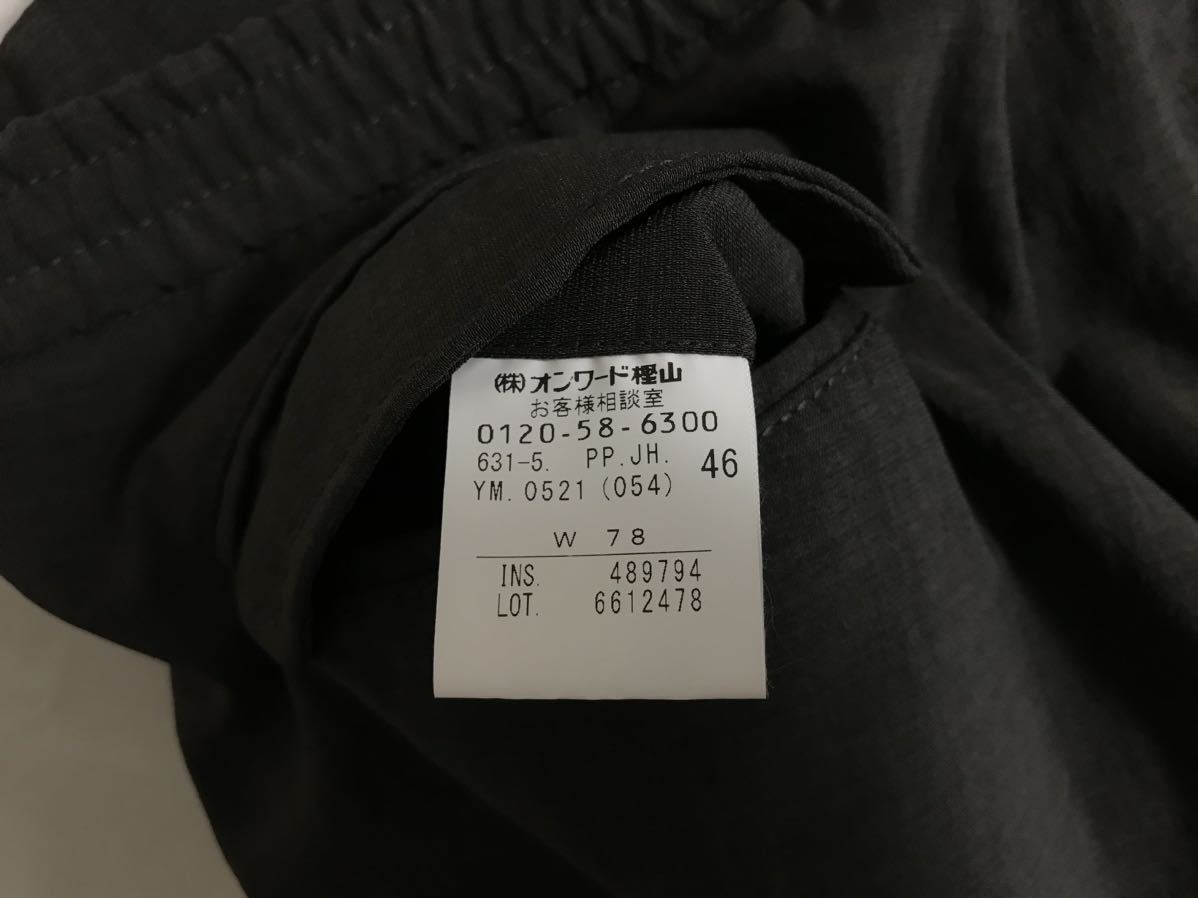 (株)オンワード樫山
お客様相談室
0120-58-6300
631-5. PP.JH. 46
YM. 0521 (054)
W 78
INS. 489794
LOT. 6612478